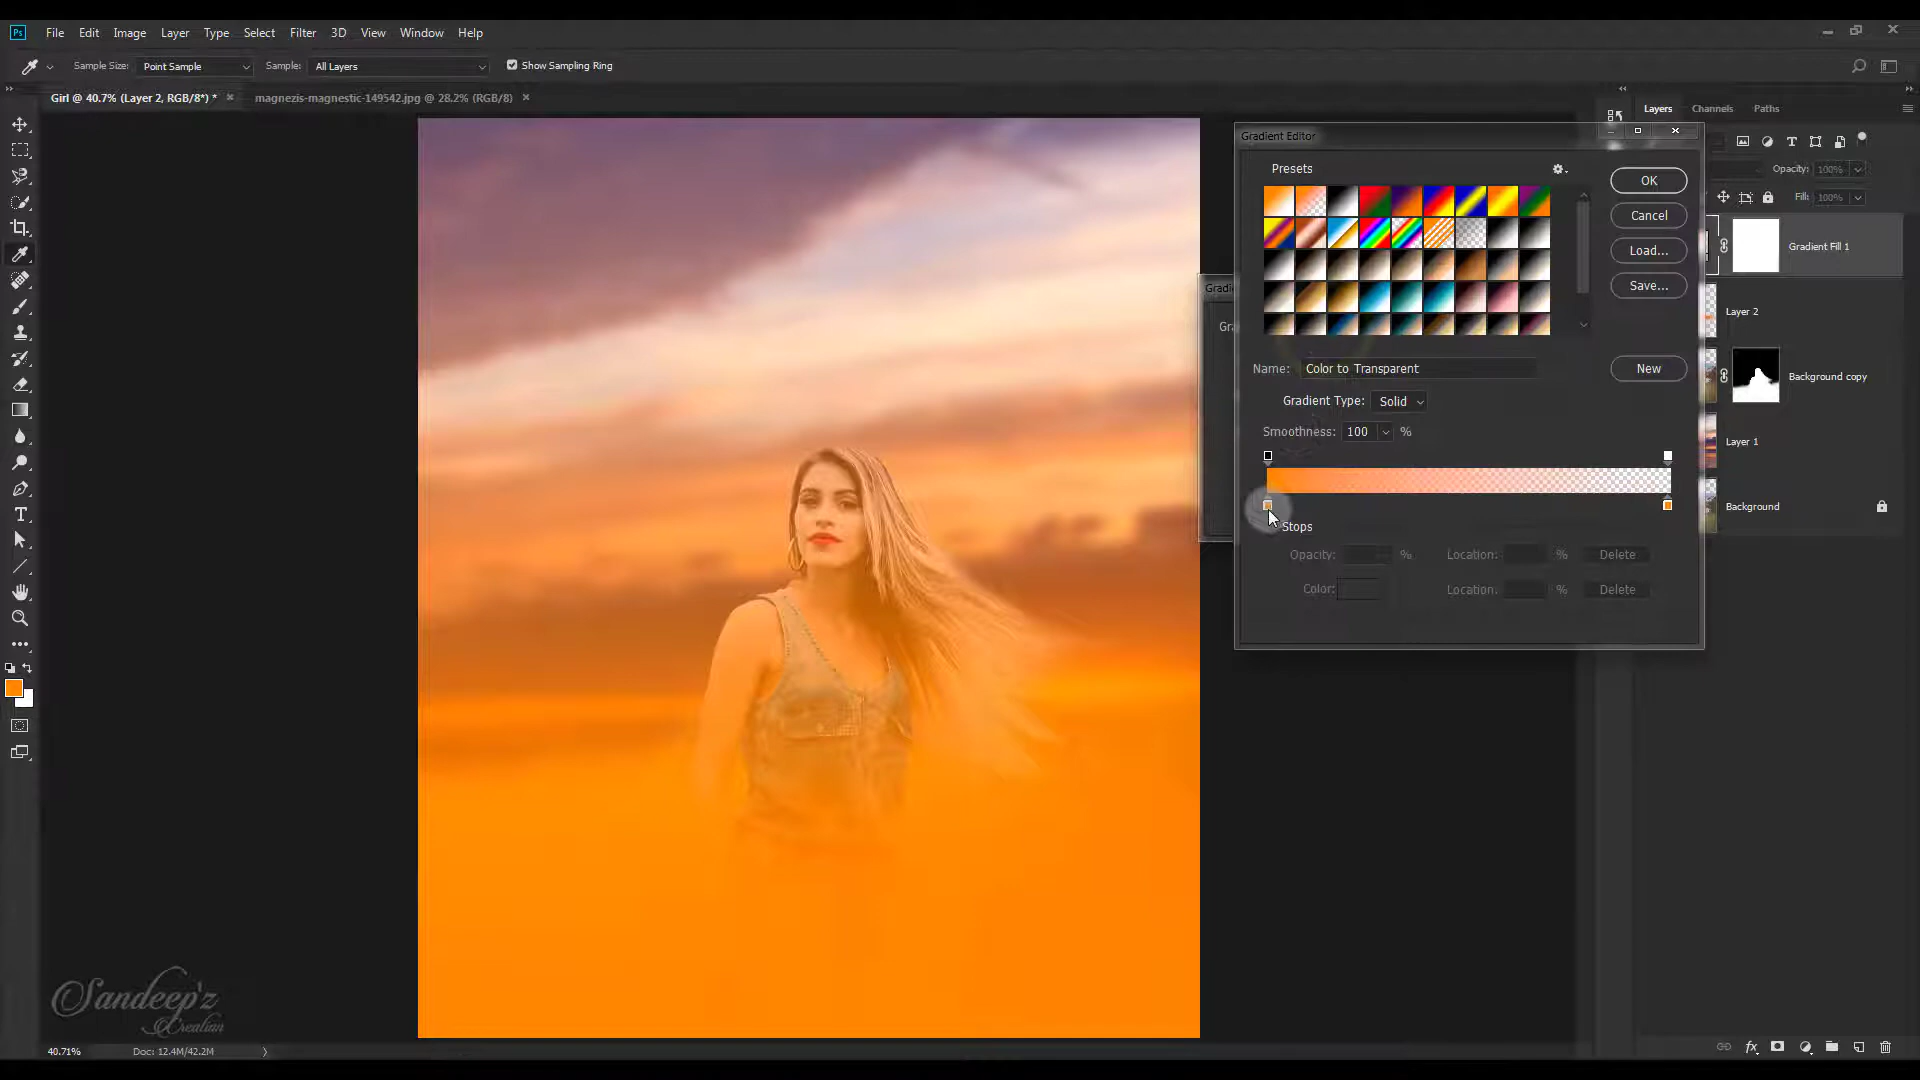 Ps File Edit Image Layer Type Select Filter 3D View Window Help
Sample Size: Point Sample Sample: All Layers Show Sampling Ring
Girl @ 40.7% (Layer 2, RGB/8*) * magnezis-magnestic-149542.jpg @ 28.2% (RGB/8)
Layers Channels Paths
Gradient Editor
Presets
OK
Cancel
Load...
Save...
Opacity: 100%
Fill: 100%
Gradient Fill 1
Layer 2
Name: Color to Transparent New
Background copy
Gradient Type: Solid
Smoothness: 100 %
Layer 1
Background
Stops
Opacity: % Location: % Delete
Color: Location: % Delete
Sandeep'z
Creation
40.71% Doc: 12.4M/42.2M
fx